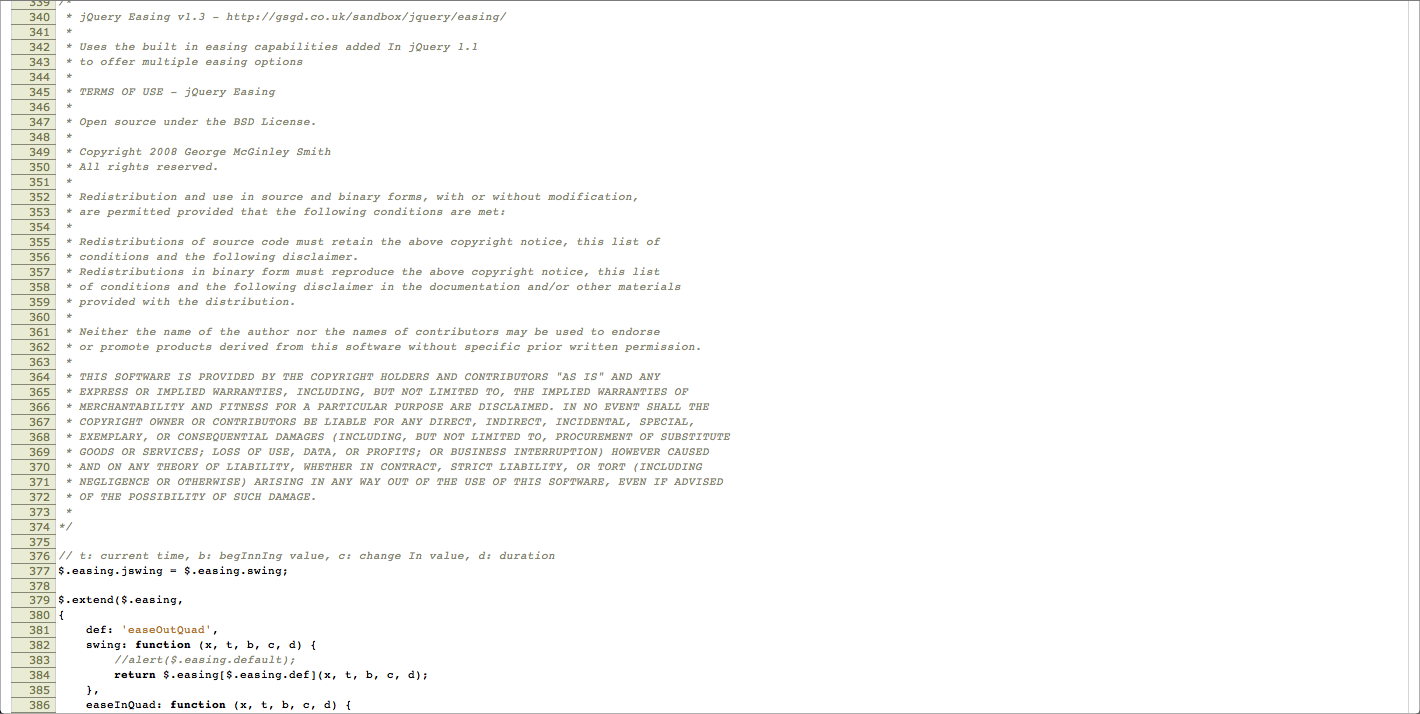 339 /*
340 * jQuery Easing v1.3 - http://gsgd.co.uk/sandbox/jquery/easing/
341 *
342 * Uses the built in easing capabilities added In jQuery 1.1
343 * to offer multiple easing options
344 *
345 * TERMS OF USE - jQuery Easing
346 *
347 * Open source under the BSD License.
348 *
349 * Copyright 2008 George McGinley Smith
350 * All rights reserved.
351 *
352 * Redistribution and use in source and binary forms, with or without modification,
353 * are permitted provided that the following conditions are met:
354 *
355 * Redistributions of source code must retain the above copyright notice, this list of
356 * conditions and the following disclaimer.
357 * Redistributions in binary form must reproduce the above copyright notice, this list
358 * of conditions and the following disclaimer in the documentation and/or other materials
359 * provided with the distribution.
360 *
361 * Neither the name of the author nor the names of contributors may be used to endorse
362 * or promote products derived from this software without specific prior written permission.
363 *
364 * THIS SOFTWARE IS PROVIDED BY THE COPYRIGHT HOLDERS AND CONTRIBUTORS "AS IS" AND ANY
365 * EXPRESS OR IMPLIED WARRANTIES, INCLUDING, BUT NOT LIMITED TO, THE IMPLIED WARRANTIES OF
366 * MERCHANTABILITY AND FITNESS FOR A PARTICULAR PURPOSE ARE DISCLAIMED. IN NO EVENT SHALL THE
367 * COPYRIGHT OWNER OR CONTRIBUTORS BE LIABLE FOR ANY DIRECT, INDIRECT, INCIDENTAL, SPECIAL,
368 * EXEMPLARY, OR CONSEQUENTIAL DAMAGES (INCLUDING, BUT NOT LIMITED TO, PROCUREMENT OF SUBSTITUTE
369 * GOODS OR SERVICES; LOSS OF USE, DATA, OR PROFITS; OR BUSINESS INTERRUPTION) HOWEVER CAUSED
370 * AND ON ANY THEORY OF LIABILITY, WHETHER IN CONTRACT, STRICT LIABILITY, OR TORT (INCLUDING
371 * NEGLIGENCE OR OTHERWISE) ARISING IN ANY WAY OUT OF THE USE OF THIS SOFTWARE, EVEN IF ADVISED
372 * OF THE POSSIBILITY OF SUCH DAMAGE.
373 *
374 */
375
376 // t: current time, b: begInnIng value, c: change In value, d: duration
377 $.easing.jswing = $.easing.swing;
378
379 $.extend($.easing,
380 {
381     def: 'easeOutQuad',
382     swing: function (x, t, b, c, d) {
383         //alert($.easing.default);
384         return $.easing[$.easing.def](x, t, b, c, d);
385     },
386     easeInQuad: function (x, t, b, c, d) {